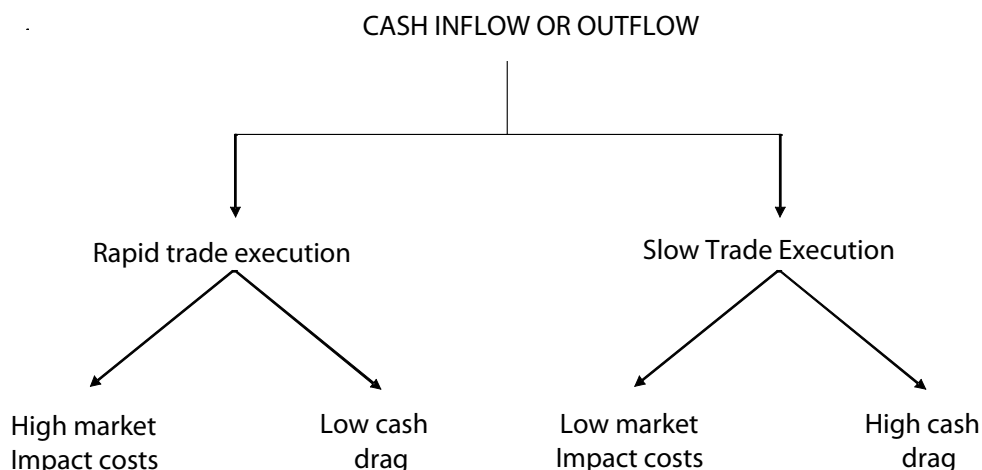 CASH INFLOW OR OUTFLOW
Rapid trade execution
Slow Trade Execution
High market
Impact costs
Low cash
drag
Low market
Impact costs
High cash
drag